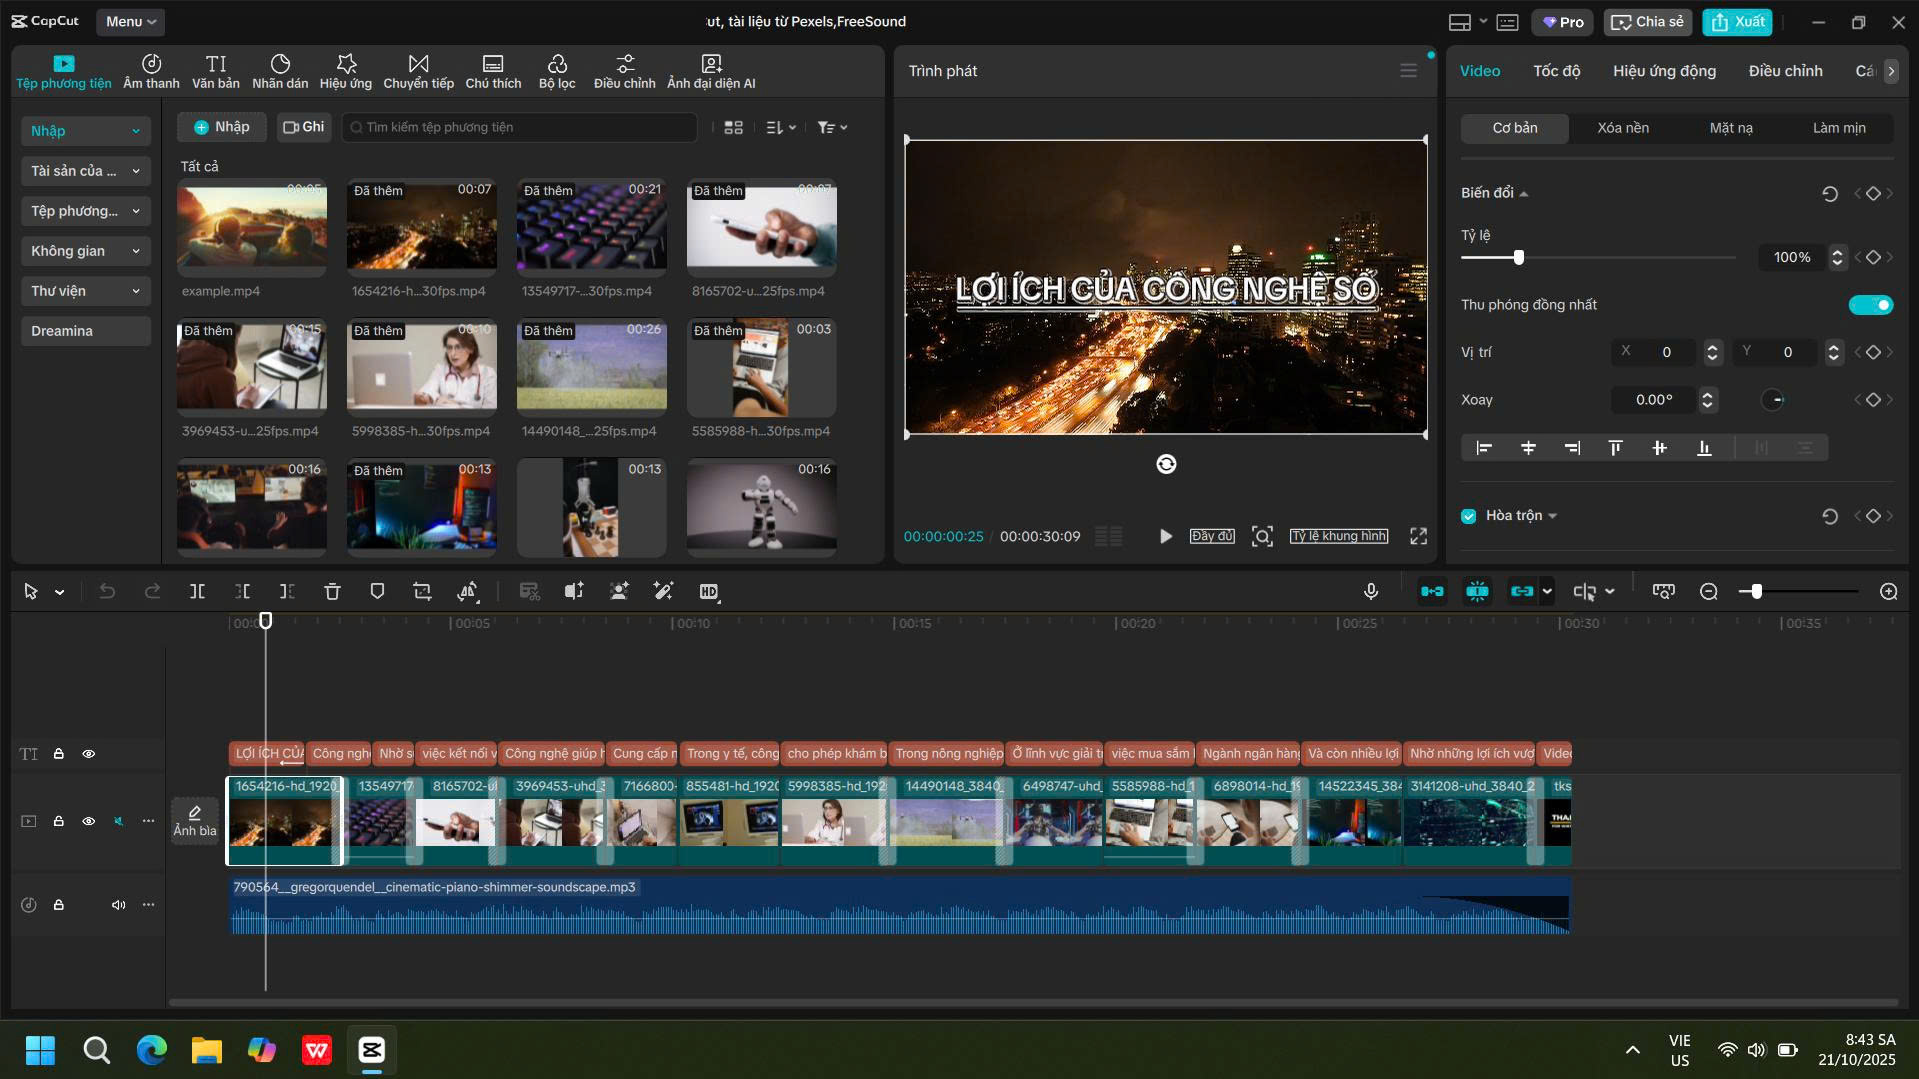 CapCut
Menu
ut, tài liệu từ Pexels,FreeSound
Pro
Chia sẻ
Xuất
Tệp phương tiện
Âm thanh
Văn bản
Nhãn dán
Hiệu ứng
Chuyển tiếp
Chú thích
Bộ lọc
Điều chỉnh
Ảnh đại diện AI
Nhập
Tài sản của ...
Tệp phương...
Không gian
Thư viện
Dreamina
Nhập
Ghi
Tìm kiếm tệp phương tiện
Tất cả
00:05
example.mp4
Đã thêm 00:07
1654216-h...30fps.mp4
Đã thêm 00:21
13549717-...30fps.mp4
Đã thêm 00:07
8165702-u...25fps.mp4
Đã thêm 00:15
3969453-u...25fps.mp4
Đã thêm 00:10
5998385-h...30fps.mp4
Đã thêm 00:26
14490148_...25fps.mp4
Đã thêm 00:03
5585988-h...30fps.mp4
00:16
Đã thêm 00:13
00:13
00:16
Trình phát
LỢI ÍCH CỦA CÔNG NGHỆ SỐ
00:00:00:25 / 00:00:30:09
Đầy đủ
Tỷ lệ khung hình
Video
Tốc độ
Hiệu ứng động
Điều chỉnh
Cá
Cơ bản
Xóa nền
Mặt nạ
Làm mịn
Biến đổi
Tỷ lệ
100%
Thu phóng đồng nhất
Vị trí
X 0
Y 0
Xoay
0.00°
Hòa trộn
HD
00:0
00:05
00:10
00:15
00:20
00:25
00:30
00:35
TI
LỢI ÍCH CỦA
Công ngh
Nhờ s
việc kết nối v
Công nghệ giúp h
Cung cấp n
Trong y tế, công
cho phép khám b
Trong nông nghiệp
Ở lĩnh vực giải t
việc mua sắm
Ngành ngân hàng
Và còn nhiều lợi
Nhờ những lợi ích vượ
Video
Ảnh bìa
1654216-hd_1920
13549717
8165702-u
3969453-uhd_3
7166800-
855481-hd_1920
5998385-hd_192
14490148_3840_
6498747-uhd_
5585988-hd_1
6898014-hd_19
14522345_384
3141208-uhd_3840_2
tks
790564__gregorquendel__cinematic-piano-shimmer-soundscape.mp3
VIE
US
8:43 SA
21/10/2025